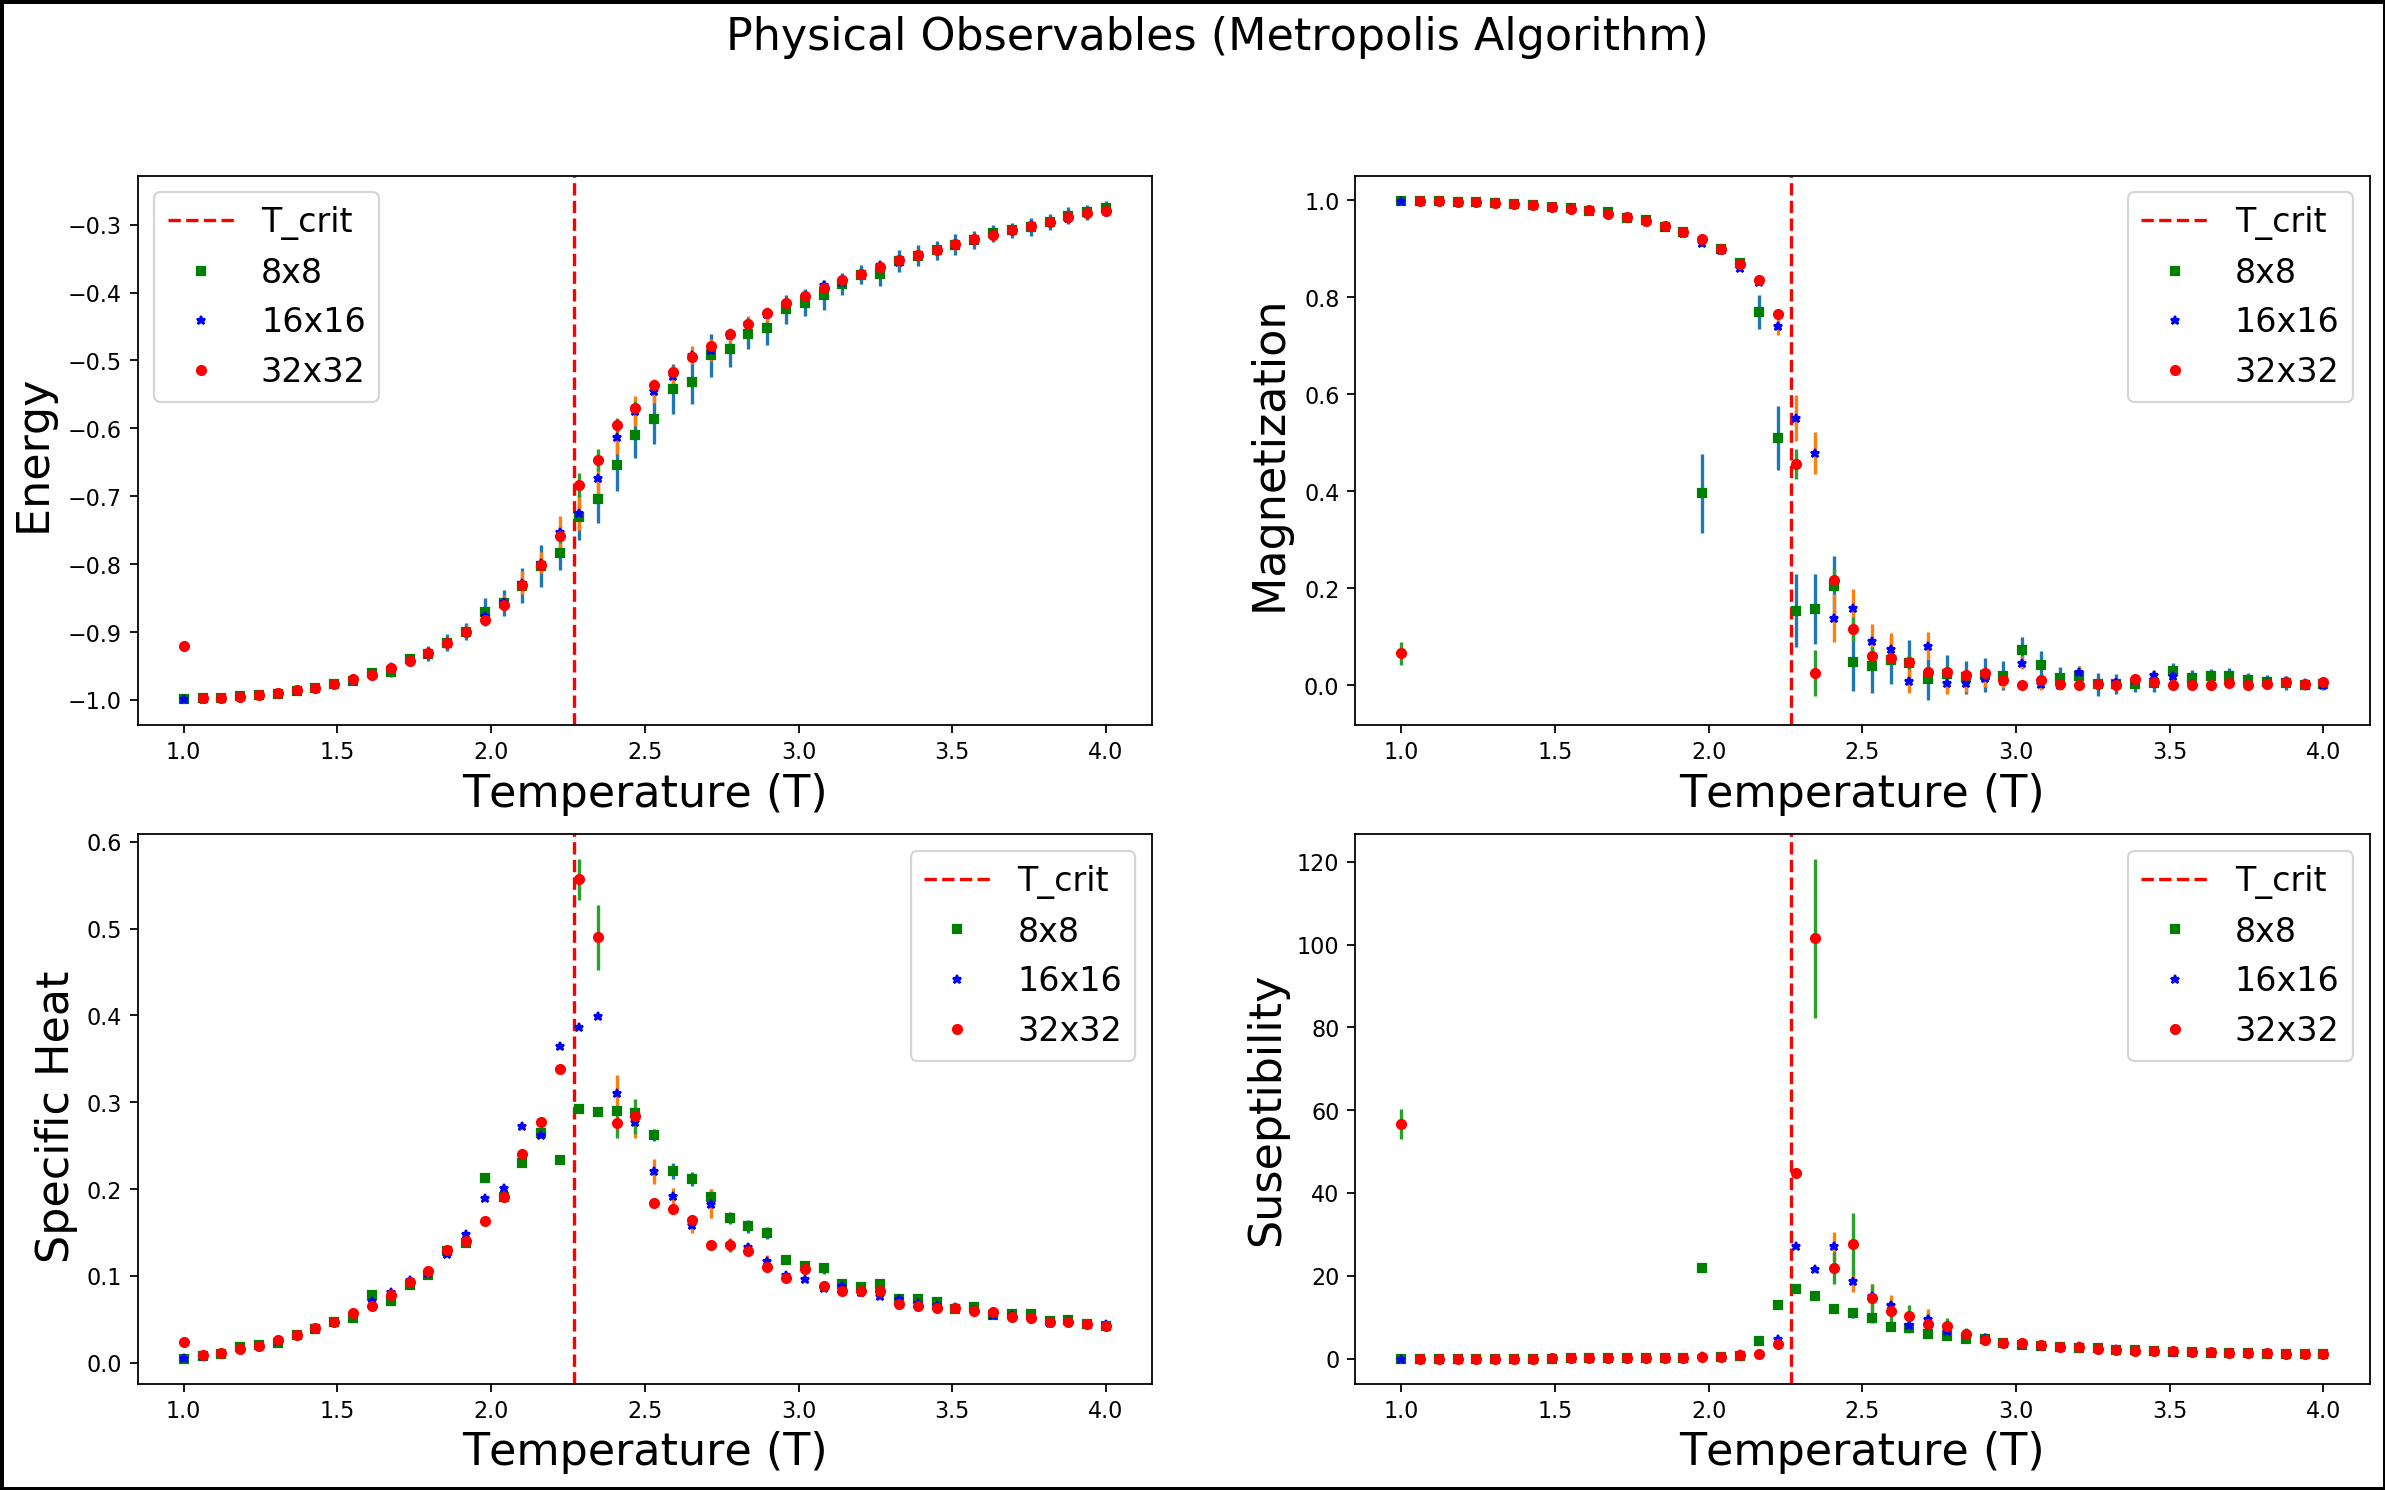 Physical Observables (Metropolis Algorithm)
Energy
−0.3
−0.4
−0.5
−0.6
−0.7
−0.8
−0.9
−1.0
T_crit
8x8
16x16
32x32
1.0 1.5 2.0 2.5 3.0 3.5 4.0
Temperature (T)
Magnetization
1.0
0.8
0.6
0.4
0.2
0.0
T_crit
8x8
16x16
32x32
1.0 1.5 2.0 2.5 3.0 3.5 4.0
Temperature (T)
Specific Heat
0.6
0.5
0.4
0.3
0.2
0.1
0.0
T_crit
8x8
16x16
32x32
1.0 1.5 2.0 2.5 3.0 3.5 4.0
Temperature (T)
Suseptibility
120
100
80
60
40
20
0
T_crit
8x8
16x16
32x32
1.0 1.5 2.0 2.5 3.0 3.5 4.0
Temperature (T)